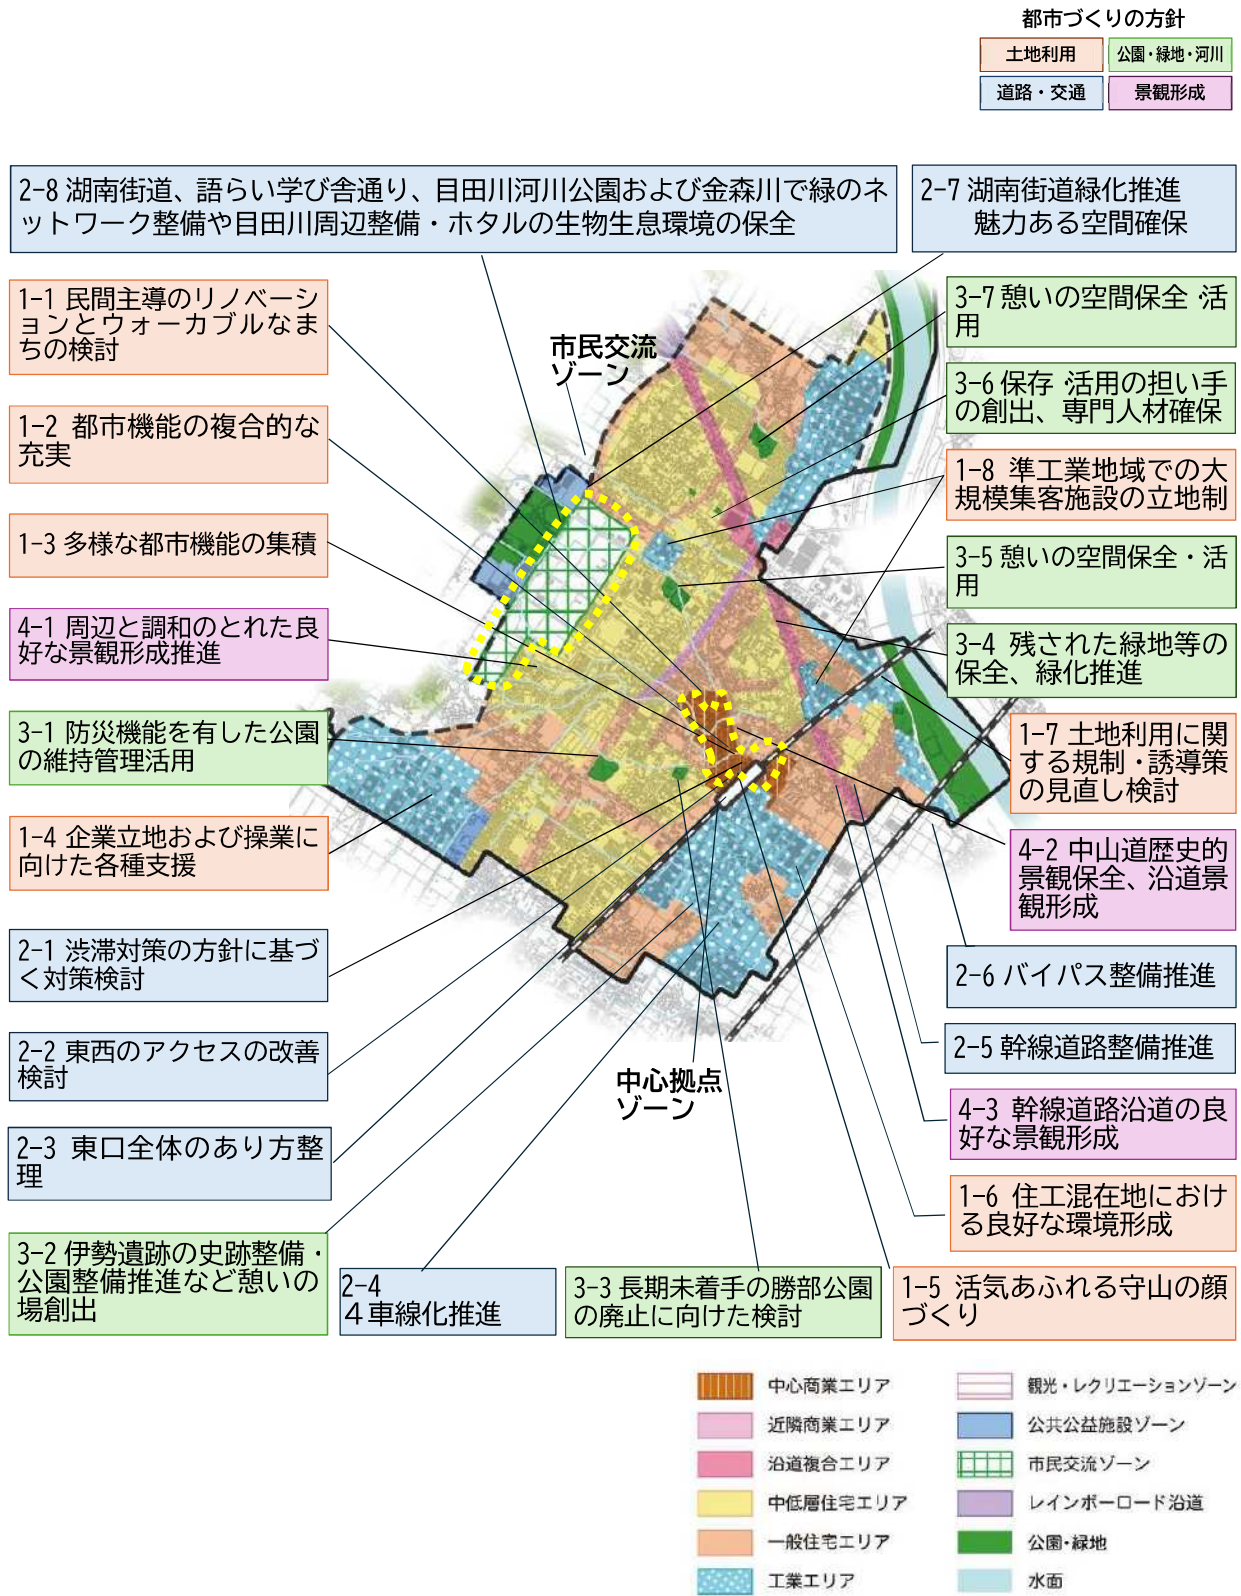 都市づくりの方針
土地利用
公園・緑地・河川
道路・交通
景観形成
2-8 湖南街道、語らい学び舎通り、目田川河川公園および金森川で緑のネ
ットワーク整備や目田川周辺整備・ホタルの生物生息環境の保全
2-7 湖南街道緑化推進
魅力ある空間確保
1-1 民間主導のリノベーシ
ョンとウォーカブルなま
ちの検討
1-2 都市機能の複合的な
充実
1-3 多様な都市機能の集積
4-1 周辺と調和のとれた良
好な景観形成推進
3-1 防災機能を有した公園
の維持管理活用
1-4 企業立地および操業に
向けた各種支援
2-1 渋滞対策の方針に基づ
く対策検討
2-2 東西のアクセスの改善
検討
2-3 東口全体のあり方整
理
3-2 伊勢遺跡の史跡整備・
公園整備推進など憩いの
場創出
2-4
４車線化推進
3-3 長期未着手の勝部公園
の廃止に向けた検討
市民交流
ゾーン
中心拠点
ゾーン
3-7 憩いの空間保全・活
用
3-6 保存・活用の担い手
の創出、専門人材確保
1-8 準工業地域での大
規模集客施設の立地制
3-5 憩いの空間保全・活
用
3-4 残された緑地等の
保全、緑化推進
1-7 土地利用に関
する規制・誘導策
の見直し検討
4-2 中山道歴史的
景観保全、沿道景
観形成
2-6 バイパス整備推進
2-5 幹線道路整備推進
4-3 幹線道路沿道の良
好な景観形成
1-6 住工混在地におけ
る良好な環境形成
1-5 活気あふれる守山の顔
づくり
中心商業エリア
近隣商業エリア
沿道複合エリア
中低層住宅エリア
一般住宅エリア
工業エリア
観光・レクリエーションゾーン
公共公益施設ゾーン
市民交流ゾーン
レインボーロード沿道
公園・緑地
水面